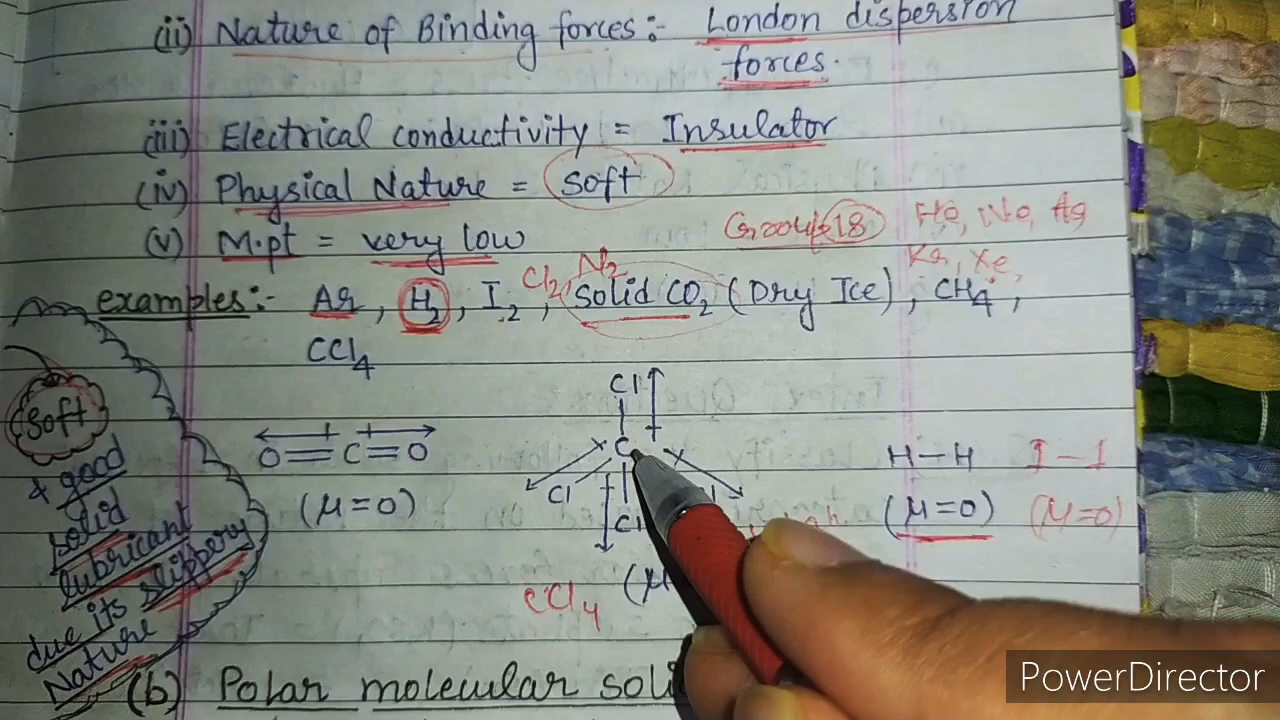 (ii) Nature of Binding forces:- London dispersion
forces.
(iii) Electrical conductivity = Insulator
(iv) Physical Nature = Soft
Group 18 He, Ne, Ag
(v) M.pt = very low
Kr, Xe,
Cl2, N2
examples:- Ar, H2, I2, Solid CO2 (Dry Ice), CH4,
CCl4
Soft
& good
solid
lubricant
due its slippery
Nature
O=C=O
(μ=0)
Cl
C
Cl
Cl
CCl4
(μ
H-H
(μ=0)
I-I
(μ=0)
(b) Polar molecular soli
PowerDirector